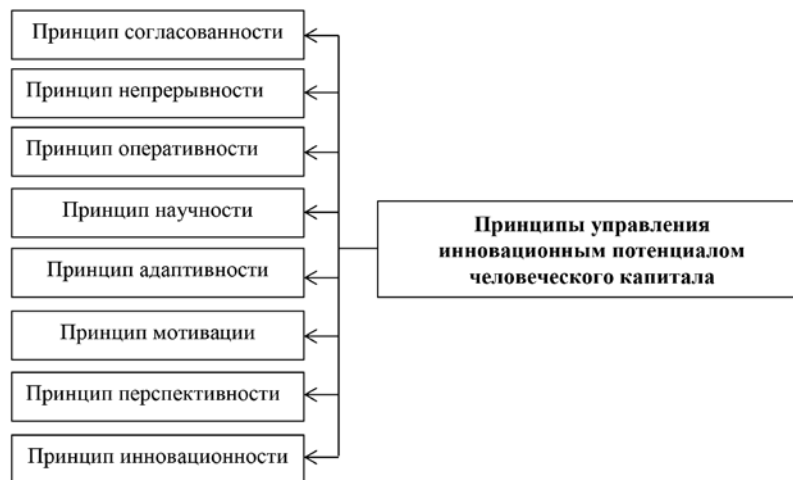 Принцип согласованности
Принцип непрерывности
Принцип оперативности
Принцип научности
Принцип адаптивности
Принцип мотивации
Принцип перспективности
Принцип инновационности
Принципы управления
инновационным потенциалом
человеческого капитала